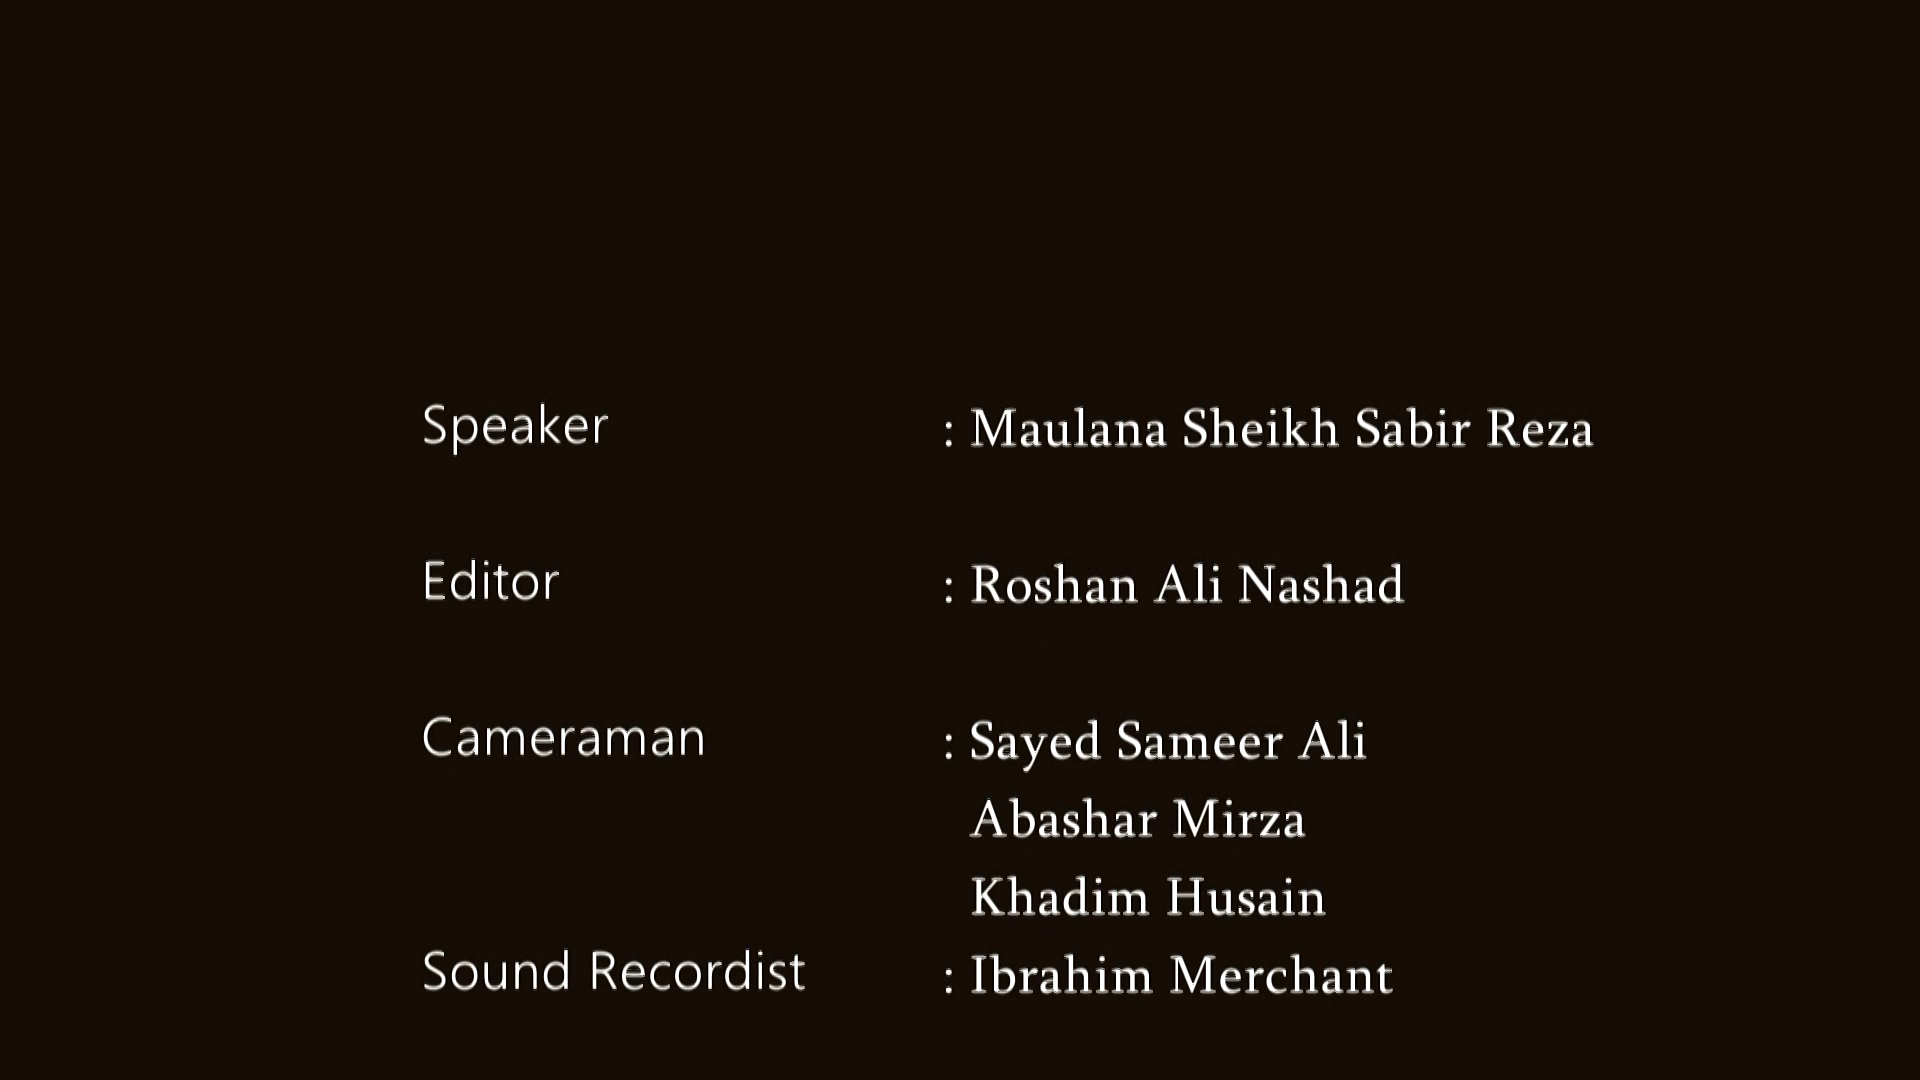 Speaker : Maulana Sheikh Sabir Reza
Editor : Roshan Ali Nashad
Cameraman : Sayed Sameer Ali
Abashar Mirza
Khadim Husain
Sound Recordist : Ibrahim Merchant